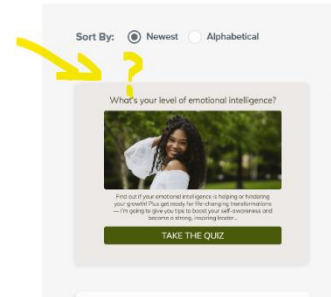 Sort By: Newest Alphabetical
?
What's your level of emotional intelligence?
Find out if your emotional intelligence is helping or hindering
your growth! Plus get ready for life-changing transformations
— I'm going to give you tips to boost your self-awareness and
become a strong, inspiring leader.
TAKE THE QUIZ